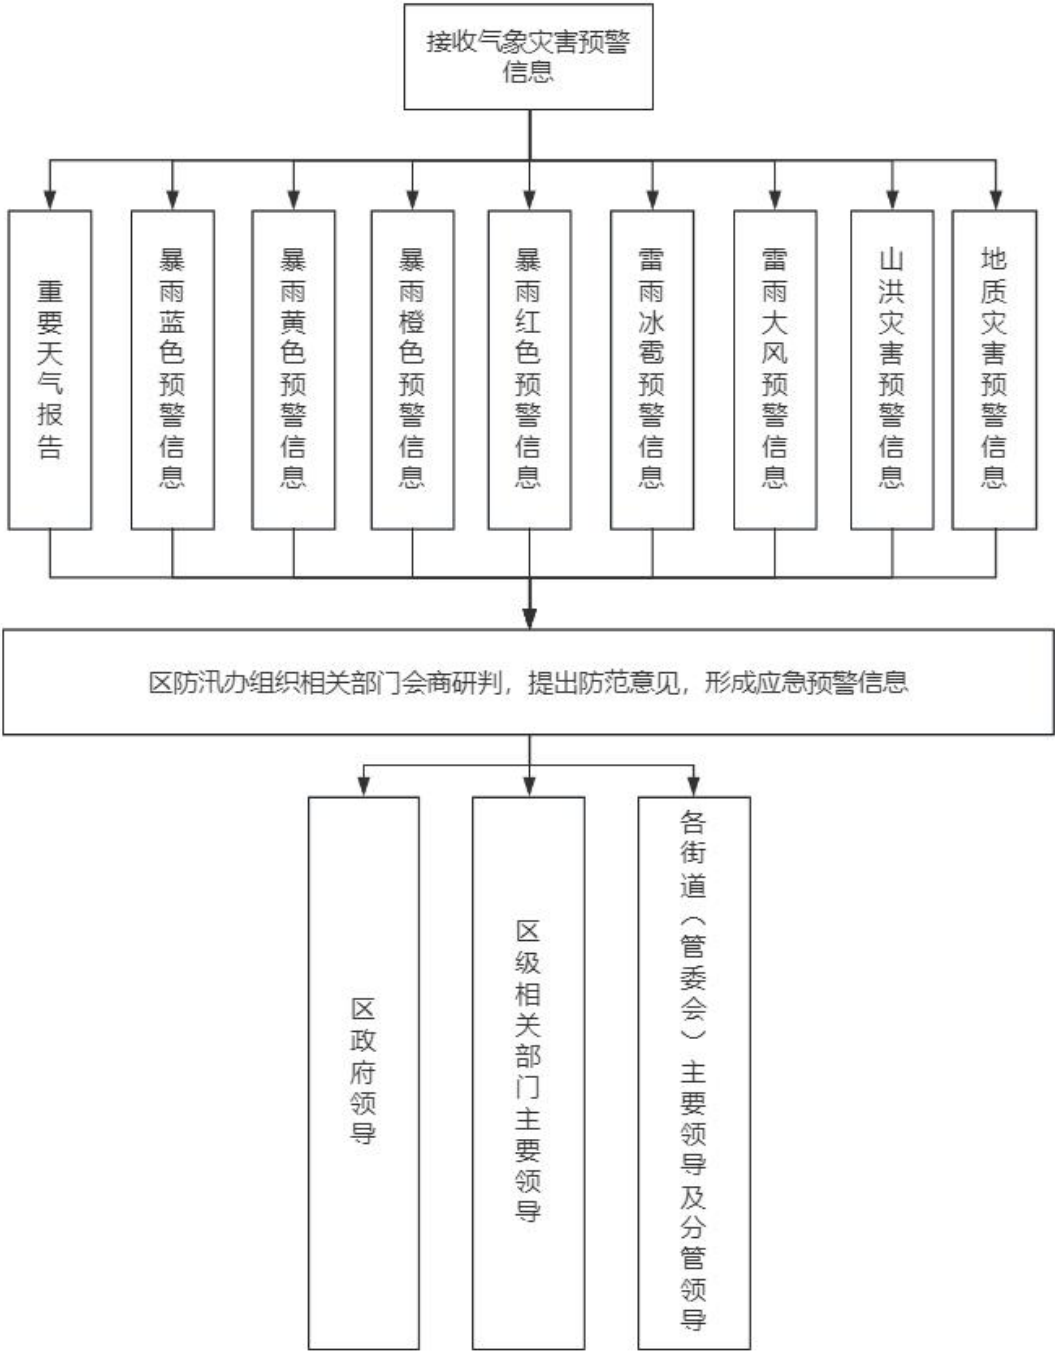 接收气象灾害预警
信息
重要天气报告
暴雨蓝色预警信息
暴雨黄色预警信息
暴雨橙色预警信息
暴雨红色预警信息
雷雨冰雹预警信息
雷雨大风预警信息
山洪灾害预警信息
地质灾害预警信息
区防汛办组织相关部门会商研判，提出防范意见，形成应急预警信息
区政府领导
区级相关部门主要领导
各街道（管委会）主要领导及分管领导